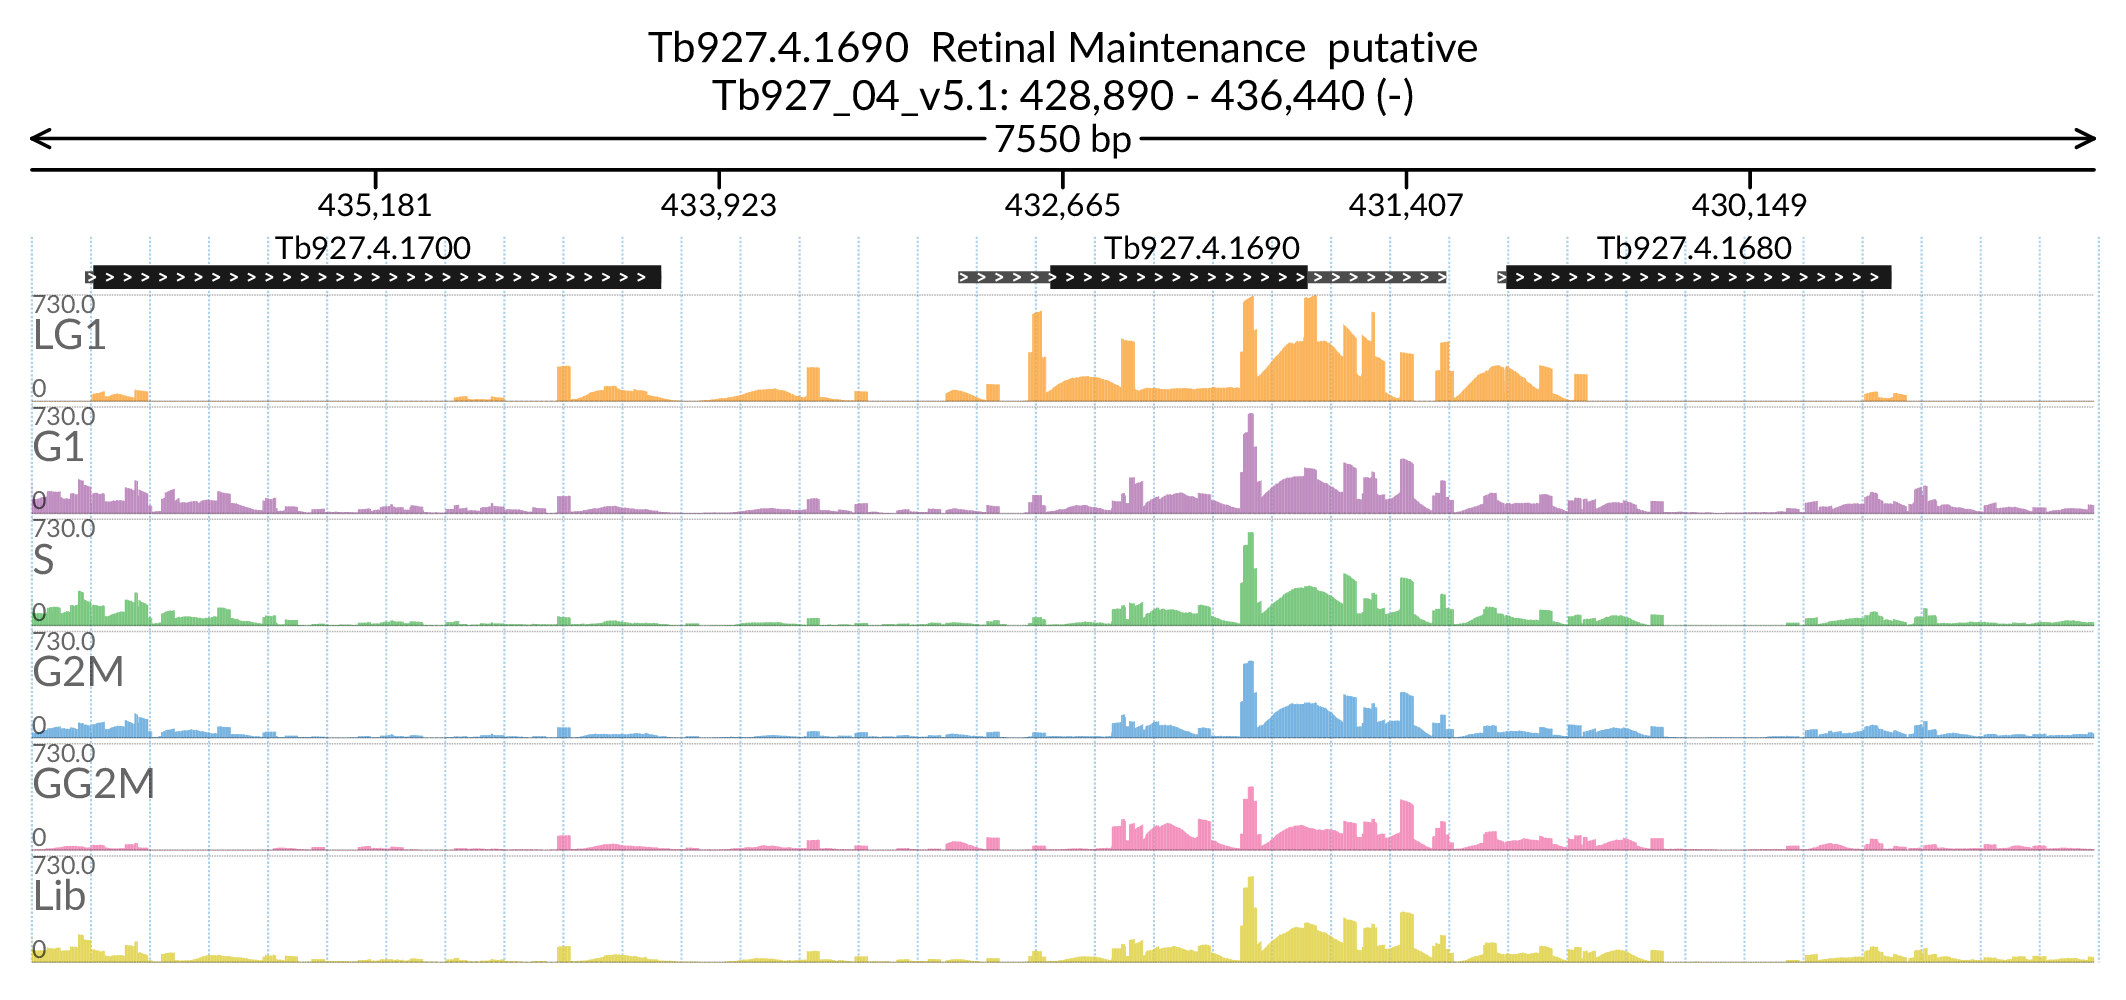 Tb927.4.1690  Retinal Maintenance  putative
Tb927_04_v5.1: 428,890 - 436,440 (-)
7550 bp
435,181 433,923 432,665 431,407 430,149
Tb927.4.1700 Tb927.4.1690 Tb927.4.1680
730.0
LG1
0
730.0
G1
0
730.0
S
0
730.0
G2M
0
730.0
GG2M
0
730.0
Lib
0